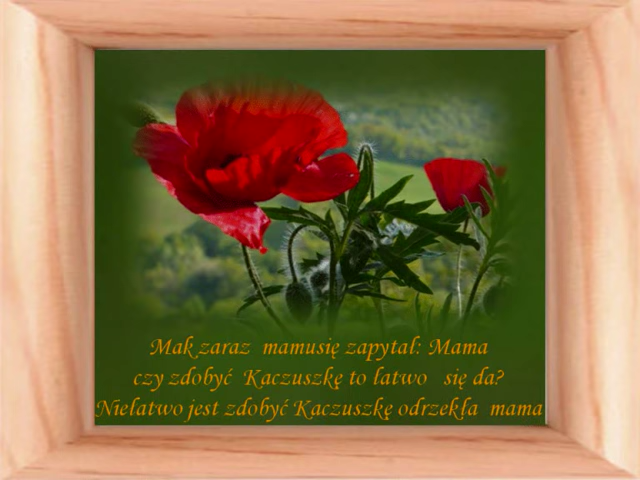 Mak zaraz mamusię zapytał: Mama
czy zdobyć Kaczuszkę to łatwo się da?
Niełatwo jest zdobyć Kaczuszkę odrzekła mama